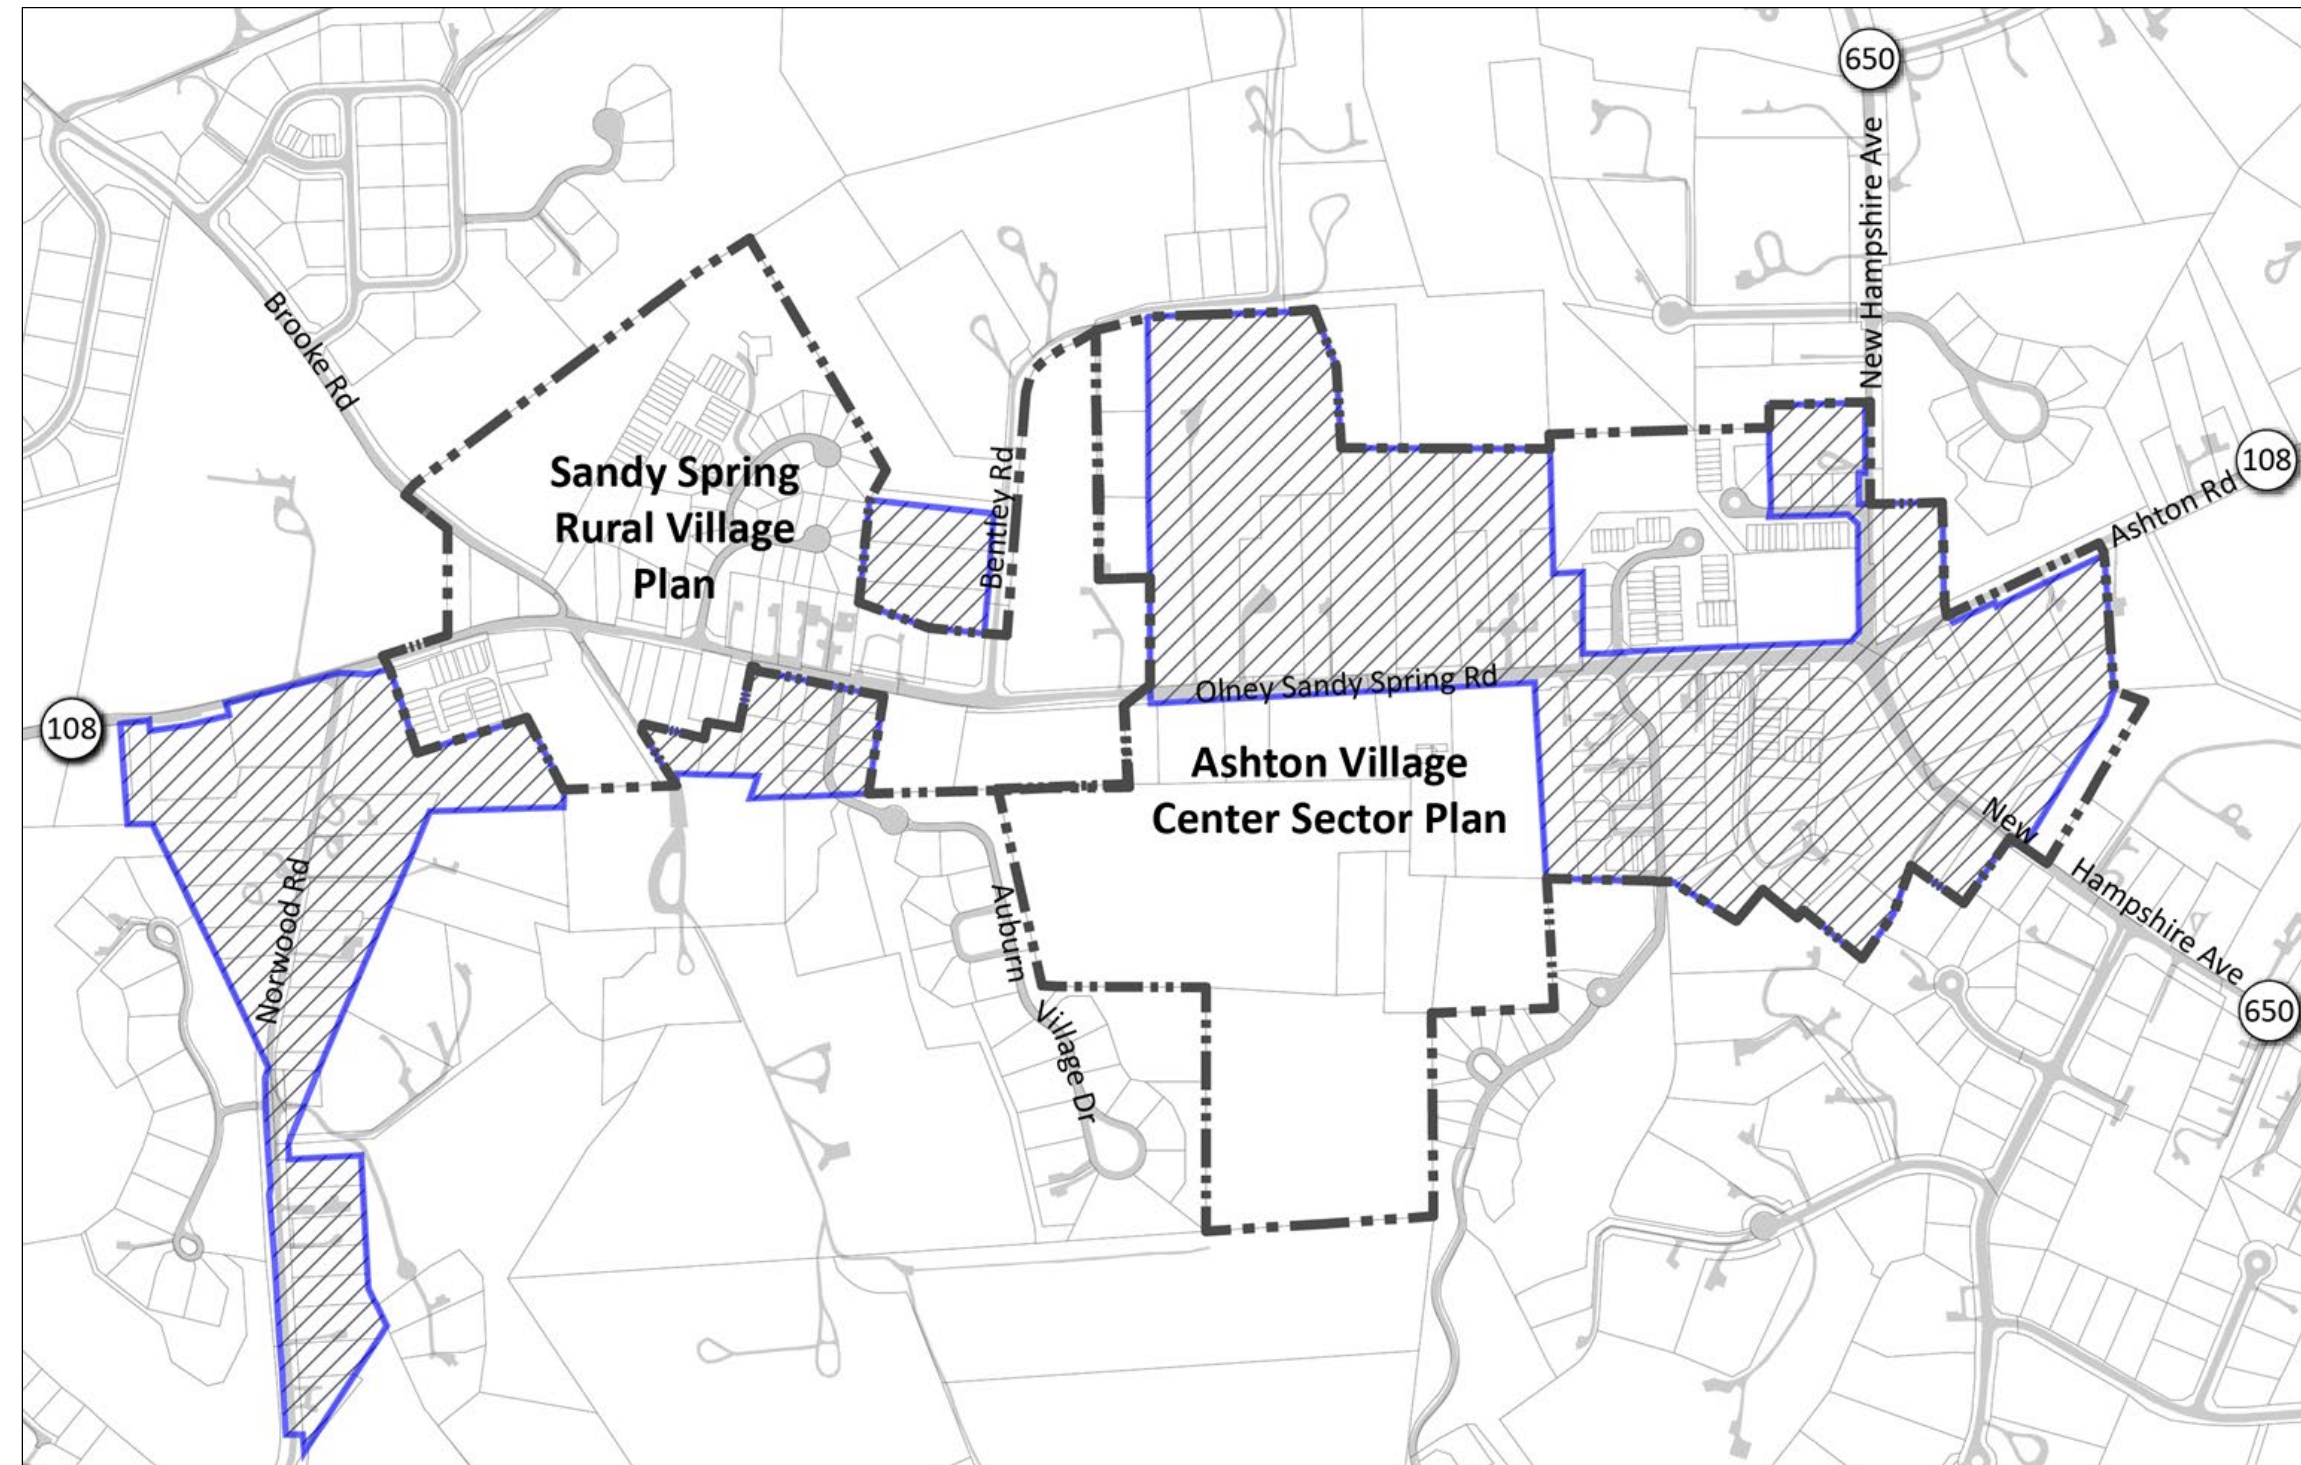 650
New Hampshire Ave
Brooke Rd
Sandy Spring
Rural Village
Plan
Bentley Rd
108
Ashton Rd
Olney Sandy Spring Rd
108
Ashton Village
Center Sector Plan
New
Hampshire Ave
Norwood Rd
Auburn
Village Dr
650